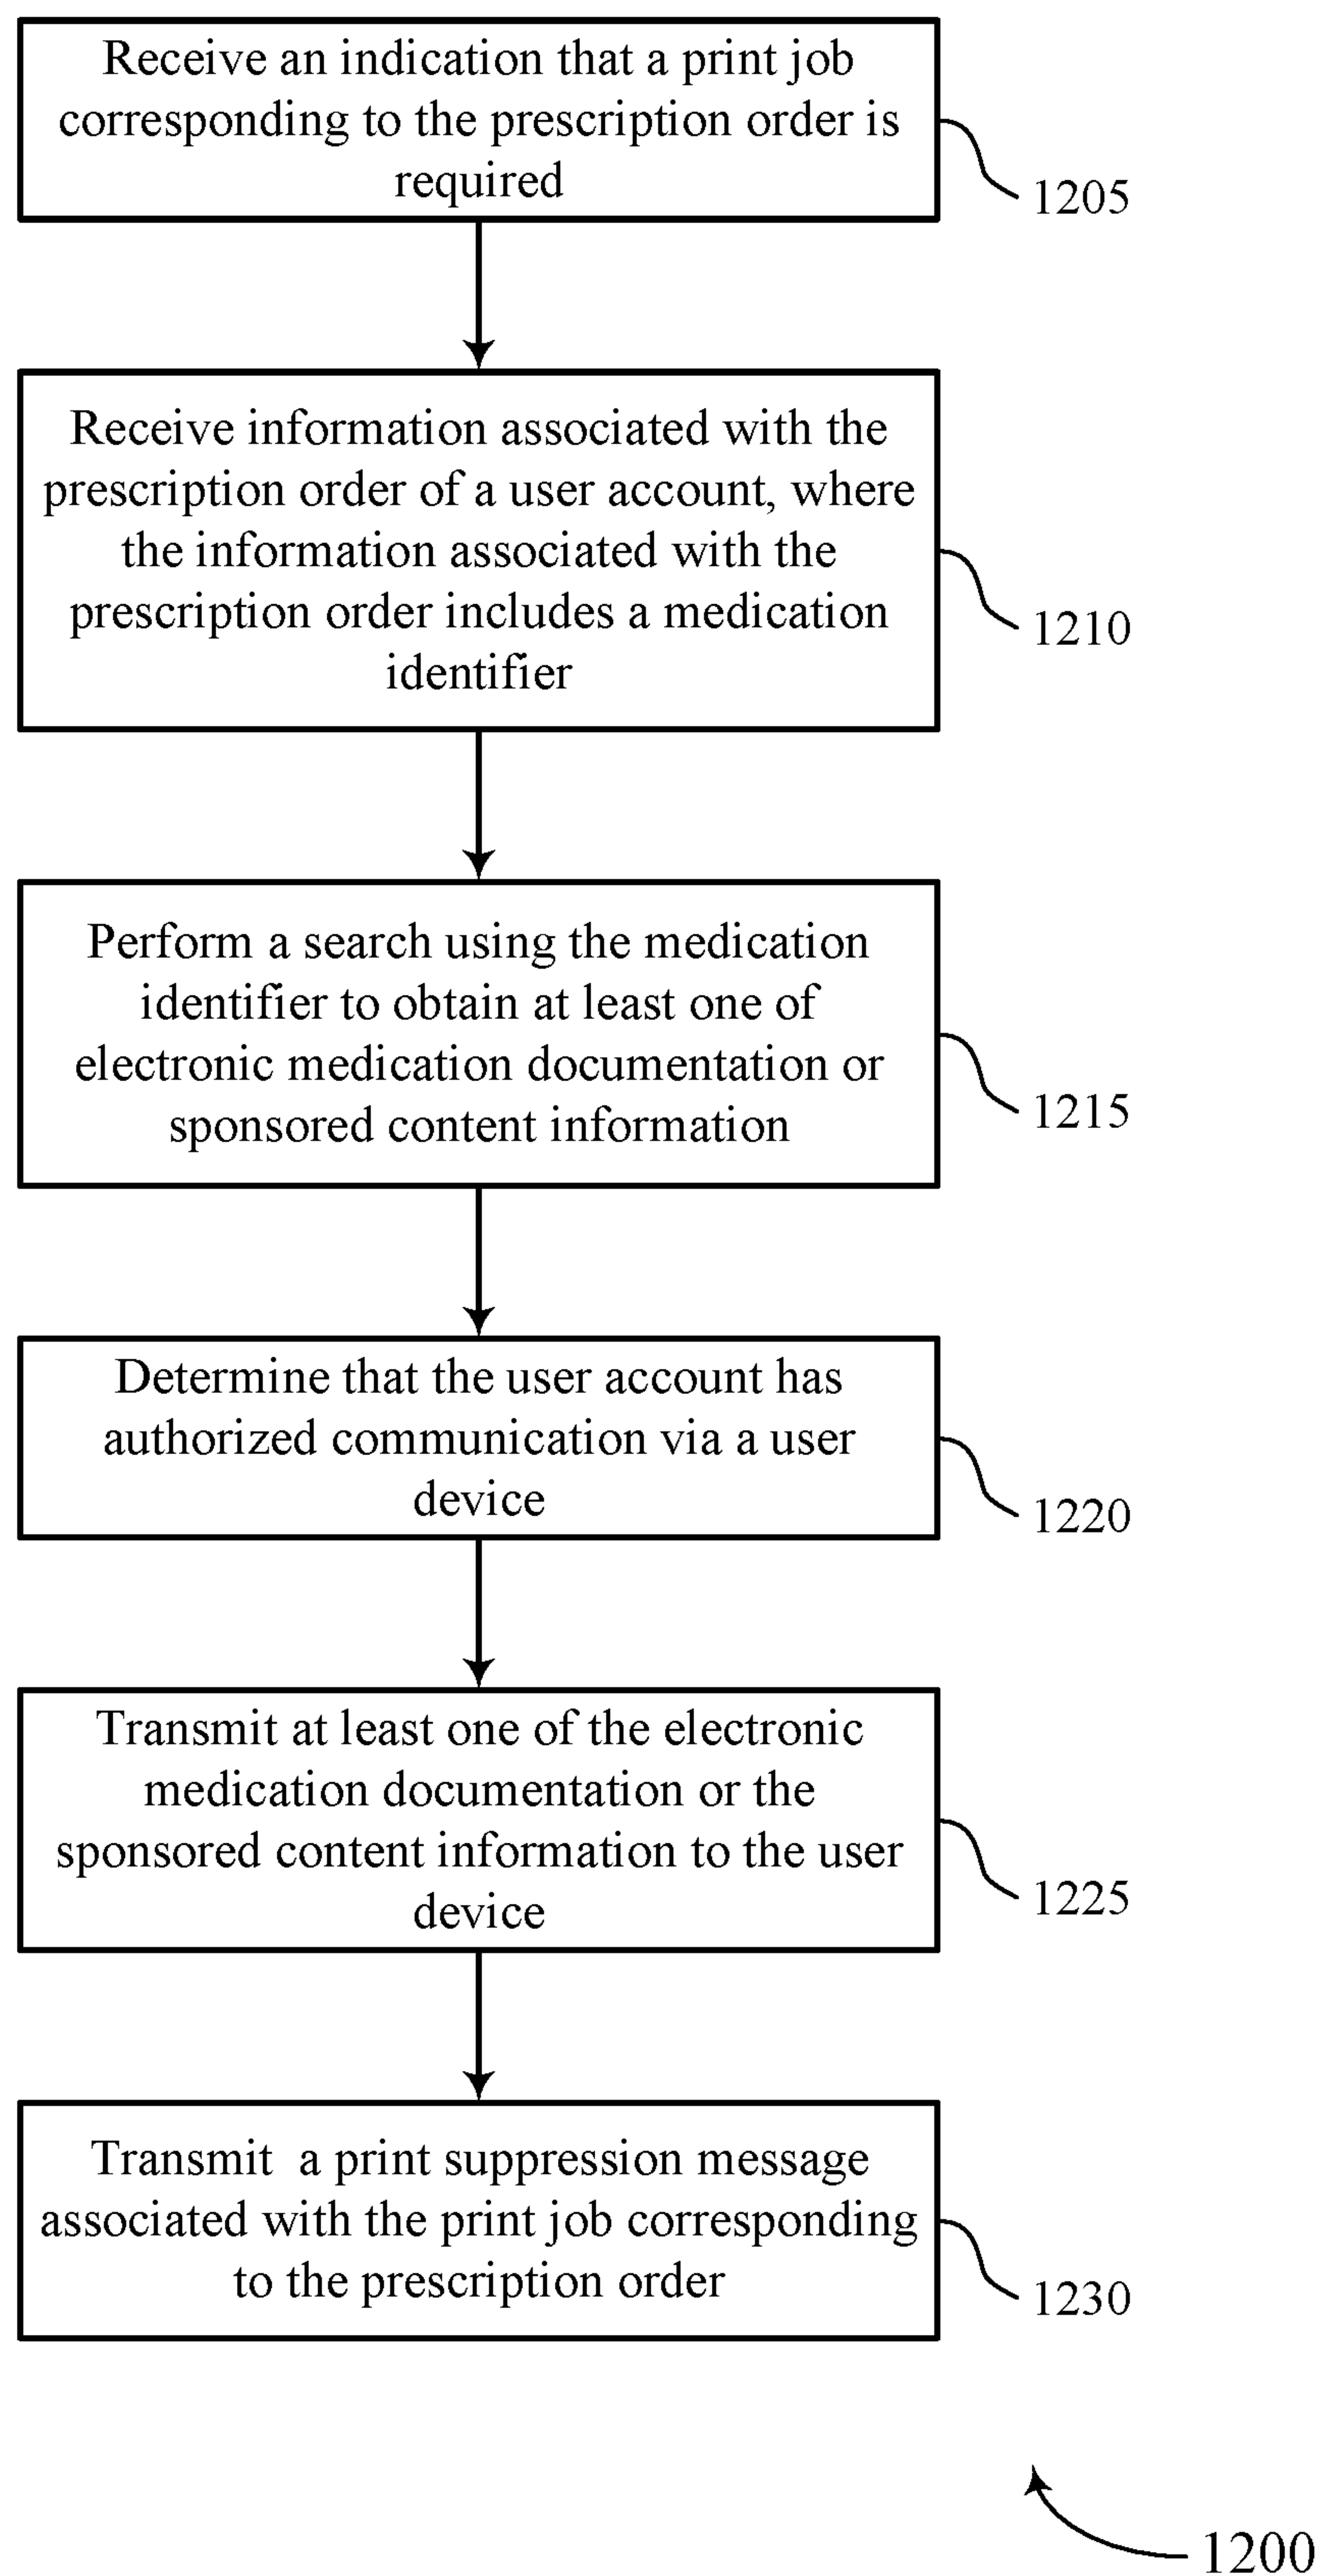 Receive an indication that a print job
corresponding to the prescription order is
required
1205
Receive information associated with the
prescription order of a user account, where
the information associated with the
prescription order includes a medication
identifier
1210
Perform a search using the medication
identifier to obtain at least one of
electronic medication documentation or
sponsored content information
1215
Determine that the user account has
authorized communication via a user
device
1220
Transmit at least one of the electronic
medication documentation or the
sponsored content information to the user
device
1225
Transmit a print suppression message
associated with the print job corresponding
to the prescription order
1230
1200